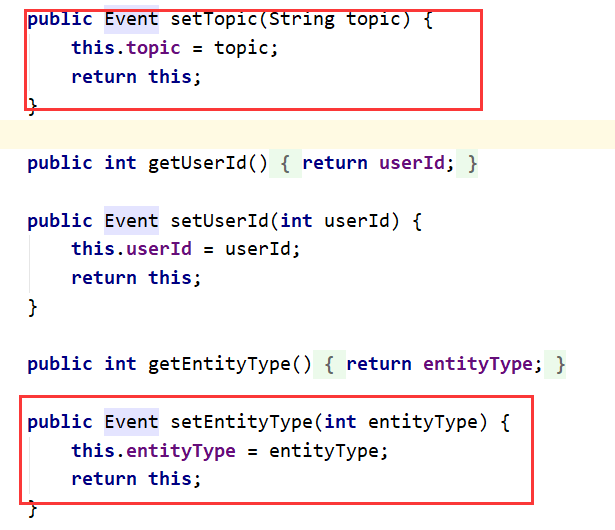 public Event setTopic(String topic) {
this.topic = topic;
return this;
}
public int getUserId() { return userId; }
public Event setUserId(int userId) {
this.userId = userId;
return this;
}
public int getEntityType() { return entityType; }
public Event setEntityType(int entityType) {
this.entityType = entityType;
return this;
}